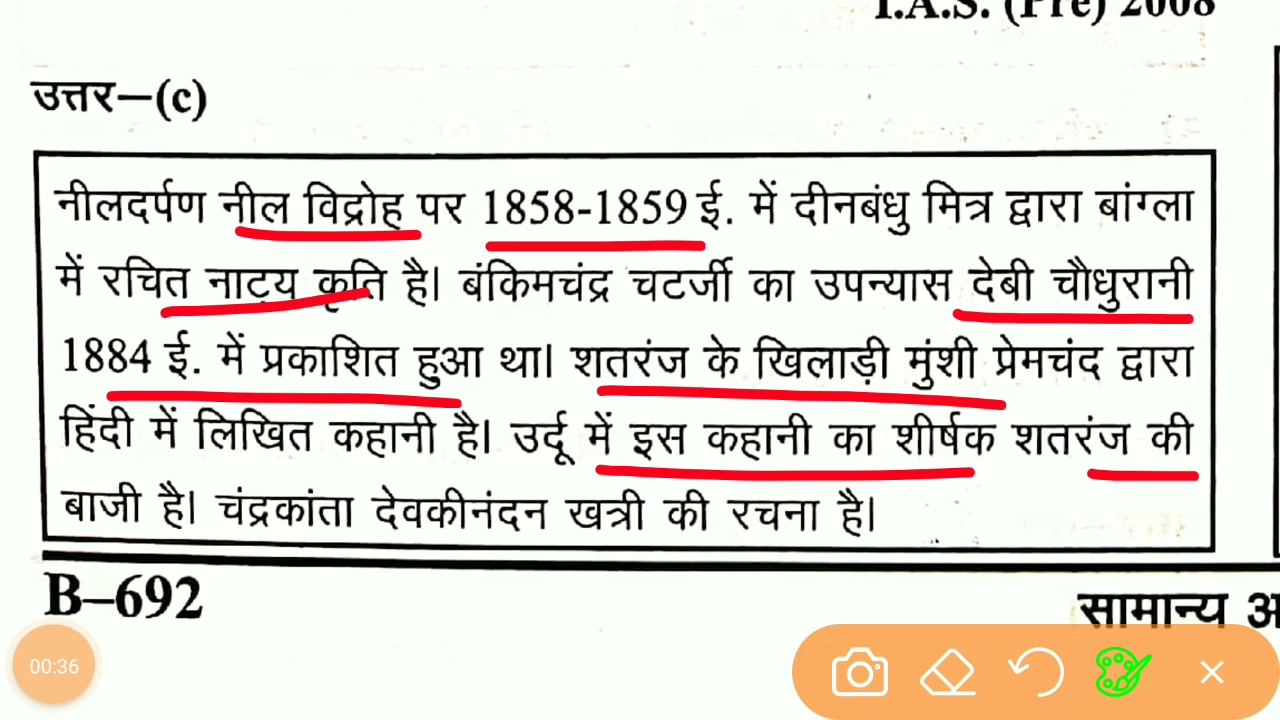 I.A.S. (Pre) 2008
उत्तर–(c)
नीलदर्पण नील विद्रोह पर 1858-1859 ई. में दीनबंधु मित्र द्वारा बांग्ला
में रचित नाट्य कृति है। बंकिमचंद्र चटर्जी का उपन्यास देबी चौधुरानी
1884 ई. में प्रकाशित हुआ था। शतरंज के खिलाड़ी मुंशी प्रेमचंद द्वारा
हिंदी में लिखित कहानी है। उर्दू में इस कहानी का शीर्षक शतरंज की
बाजी है। चंद्रकांता देवकीनंदन खत्री की रचना है।
B–692
सामान्य अ
00:36